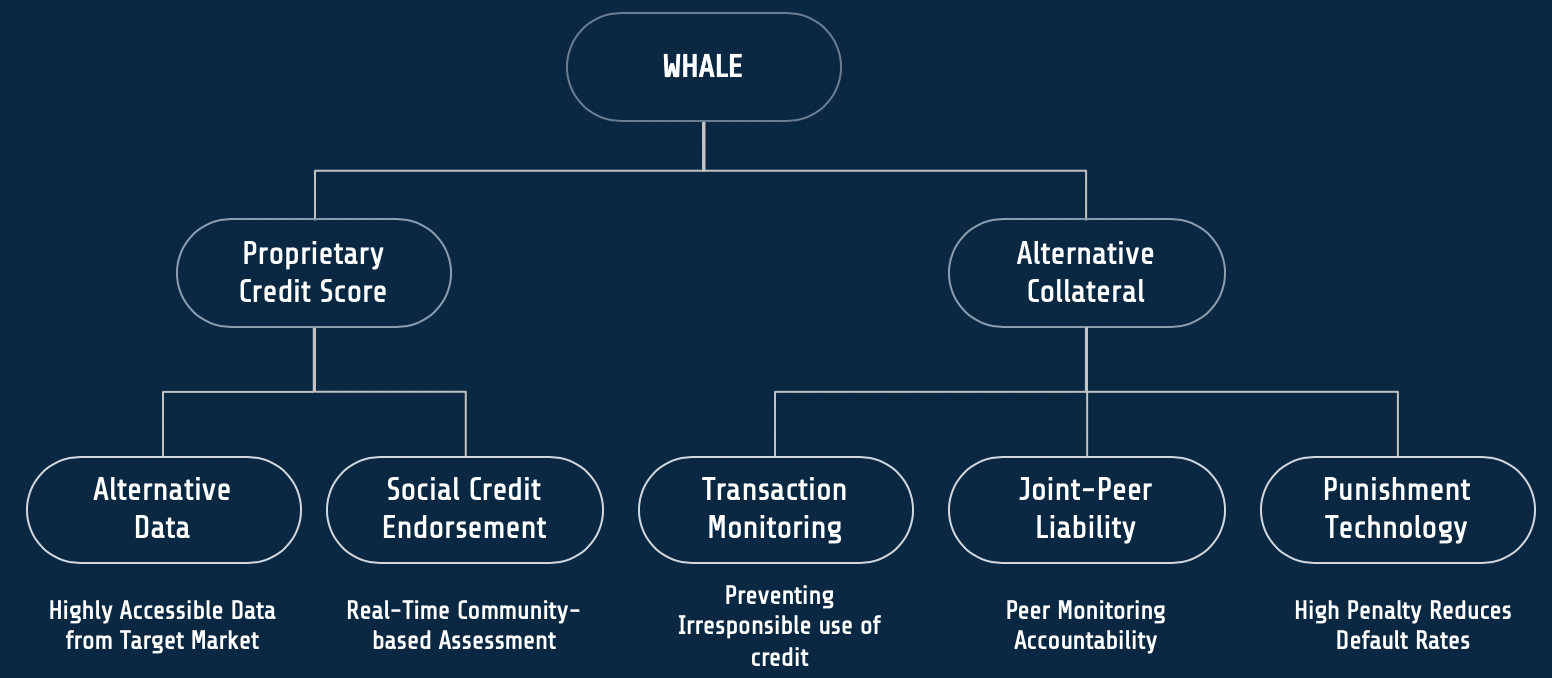 WHALE
Proprietary
Credit Score
Alternative
Collateral
Alternative
Data
Social Credit
Endorsement
Transaction
Monitoring
Joint-Peer
Liability
Punishment
Technology
Highly Accessible Data
from Target Market
Real-Time Community-
based Assessment
Preventing
Irresponsible use of
credit
Peer Monitoring
Accountability
High Penalty Reduces
Default Rates